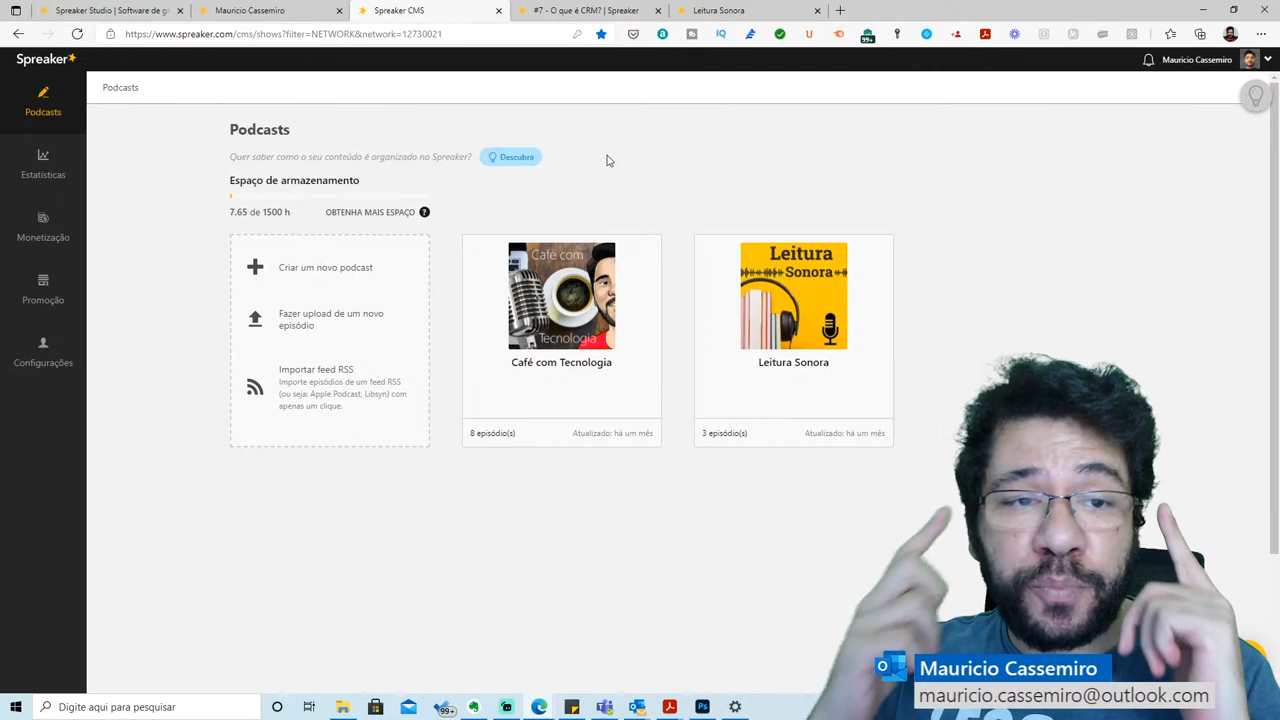 Spreaker Studio | Software de gr
Mauricio Cassemiro
Spreaker CMS
#7 - O que é CRM? | Spreaker
Leitura Sonora
https://www.spreaker.com/cms/shows?filter=NETWORK&network=12730021
IQ
99+
Spreaker
Mauricio Cassemiro
Podcasts
Estatísticas
Monetização
Promoção
Configurações
Podcasts
Podcasts
Quer saber como o seu conteúdo é organizado no Spreaker?
Descubra
Espaço de armazenamento
7.65 de 1500 h
OBTENHA MAIS ESPAÇO
Criar um novo podcast
Fazer upload de um novo
episódio
Importar feed RSS
Importe episódios de um feed RSS
(ou seja: Apple Podcast, Libsyn) com
apenas um clique.
Café com
Tecnologia
Café com Tecnologia
8 episódio(s)
Atualizado: há um mês
Leitura
Sonora
Leitura Sonora
3 episódio(s)
Atualizado: há um mês
Mauricio Cassemiro
mauricio.cassemiro@outlook.com
Digite aqui para pesquisar
99+